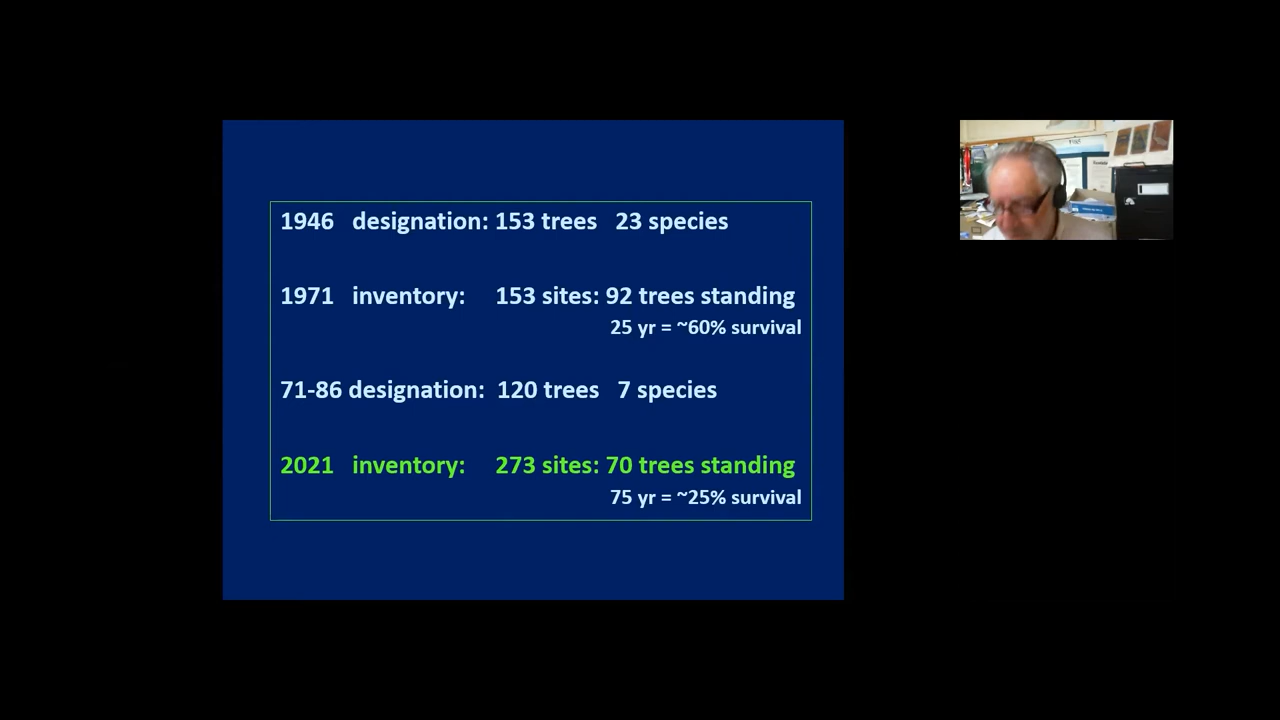 1946 designation: 153 trees 23 species
1971 inventory: 153 sites: 92 trees standing
25 yr = ~60% survival
71-86 designation: 120 trees 7 species
2021 inventory: 273 sites: 70 trees standing
75 yr = ~25% survival